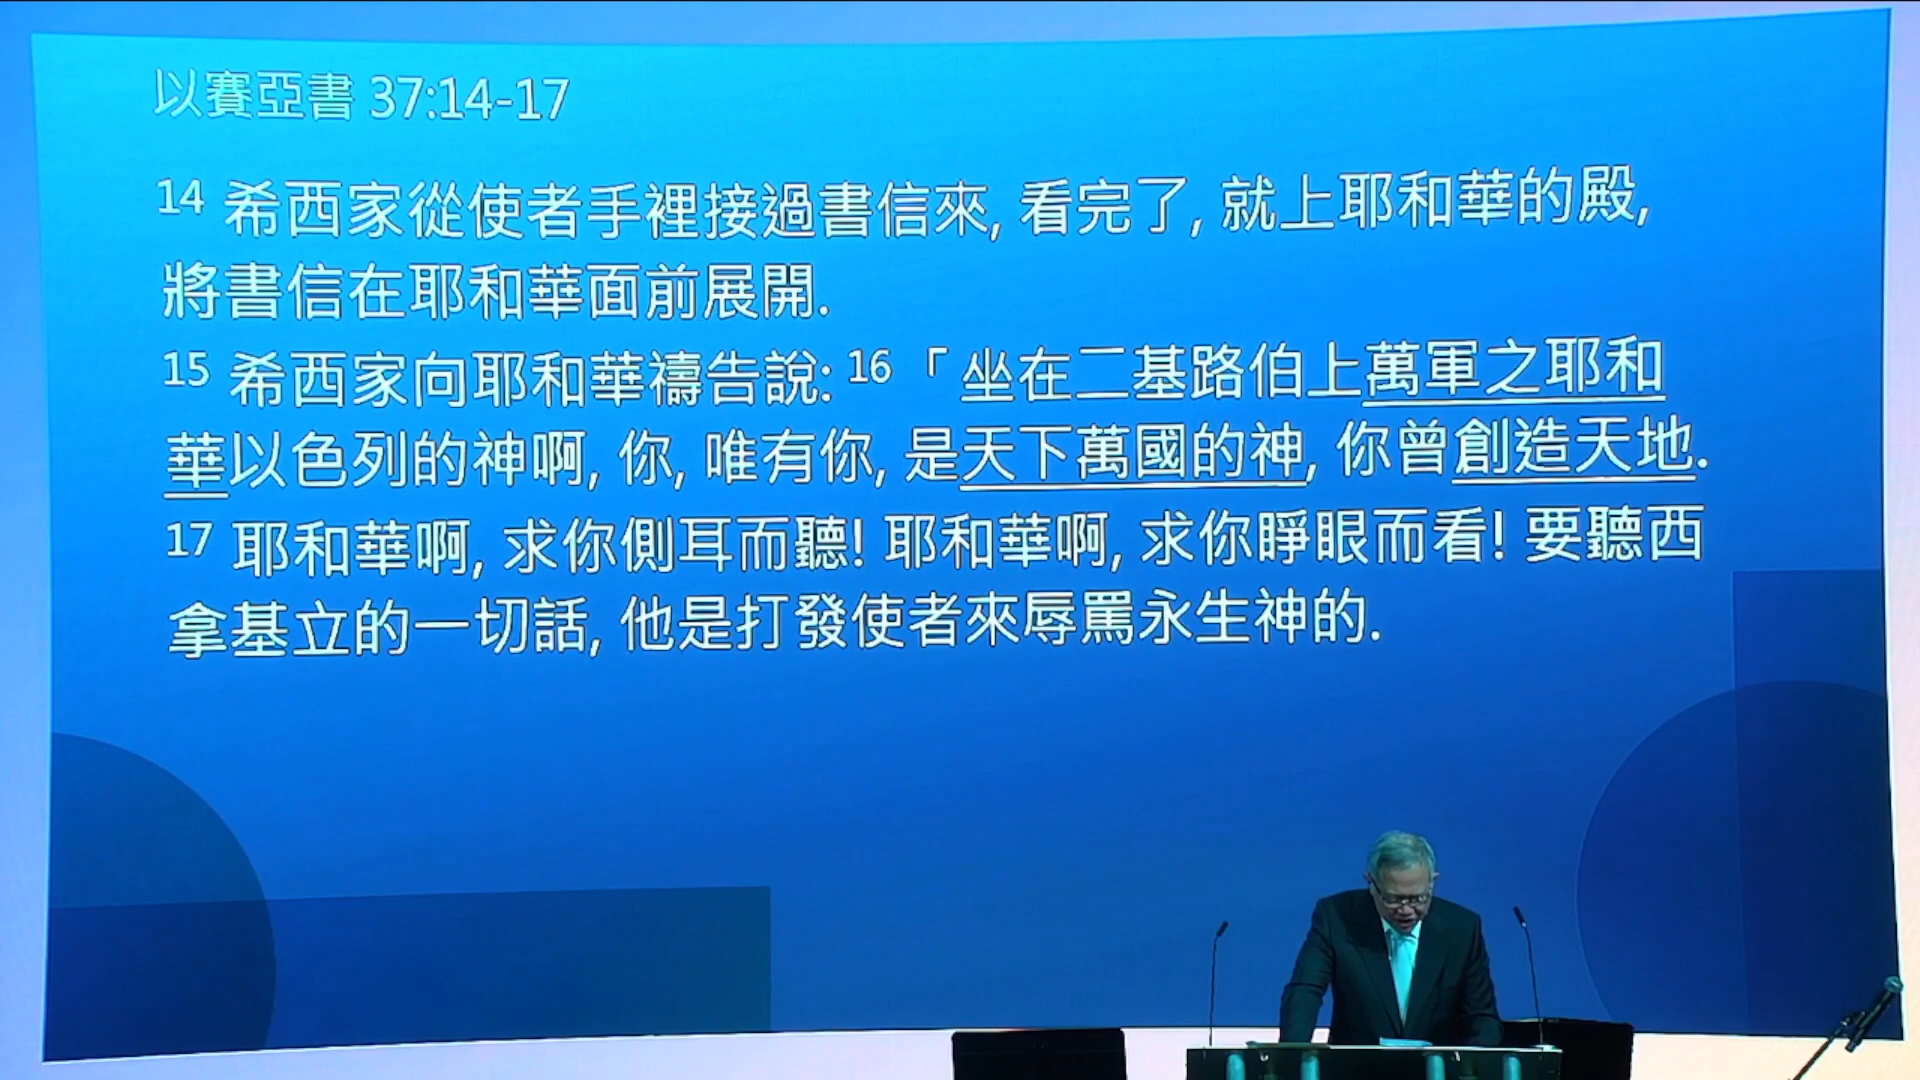 以賽亞書 37:14-17
14 希西家從使者手裡接過書信來, 看完了, 就上耶和華的殿,
將書信在耶和華面前展開.
15 希西家向耶和華禱告說: 16 「坐在二基路伯上萬軍之耶和
華以色列的神啊, 你, 唯有你, 是天下萬國的神, 你曾創造天地.
17 耶和華啊, 求你側耳而聽! 耶和華啊, 求你睜眼而看! 要聽西
拿基立的一切話, 他是打發使者來辱罵永生神的.